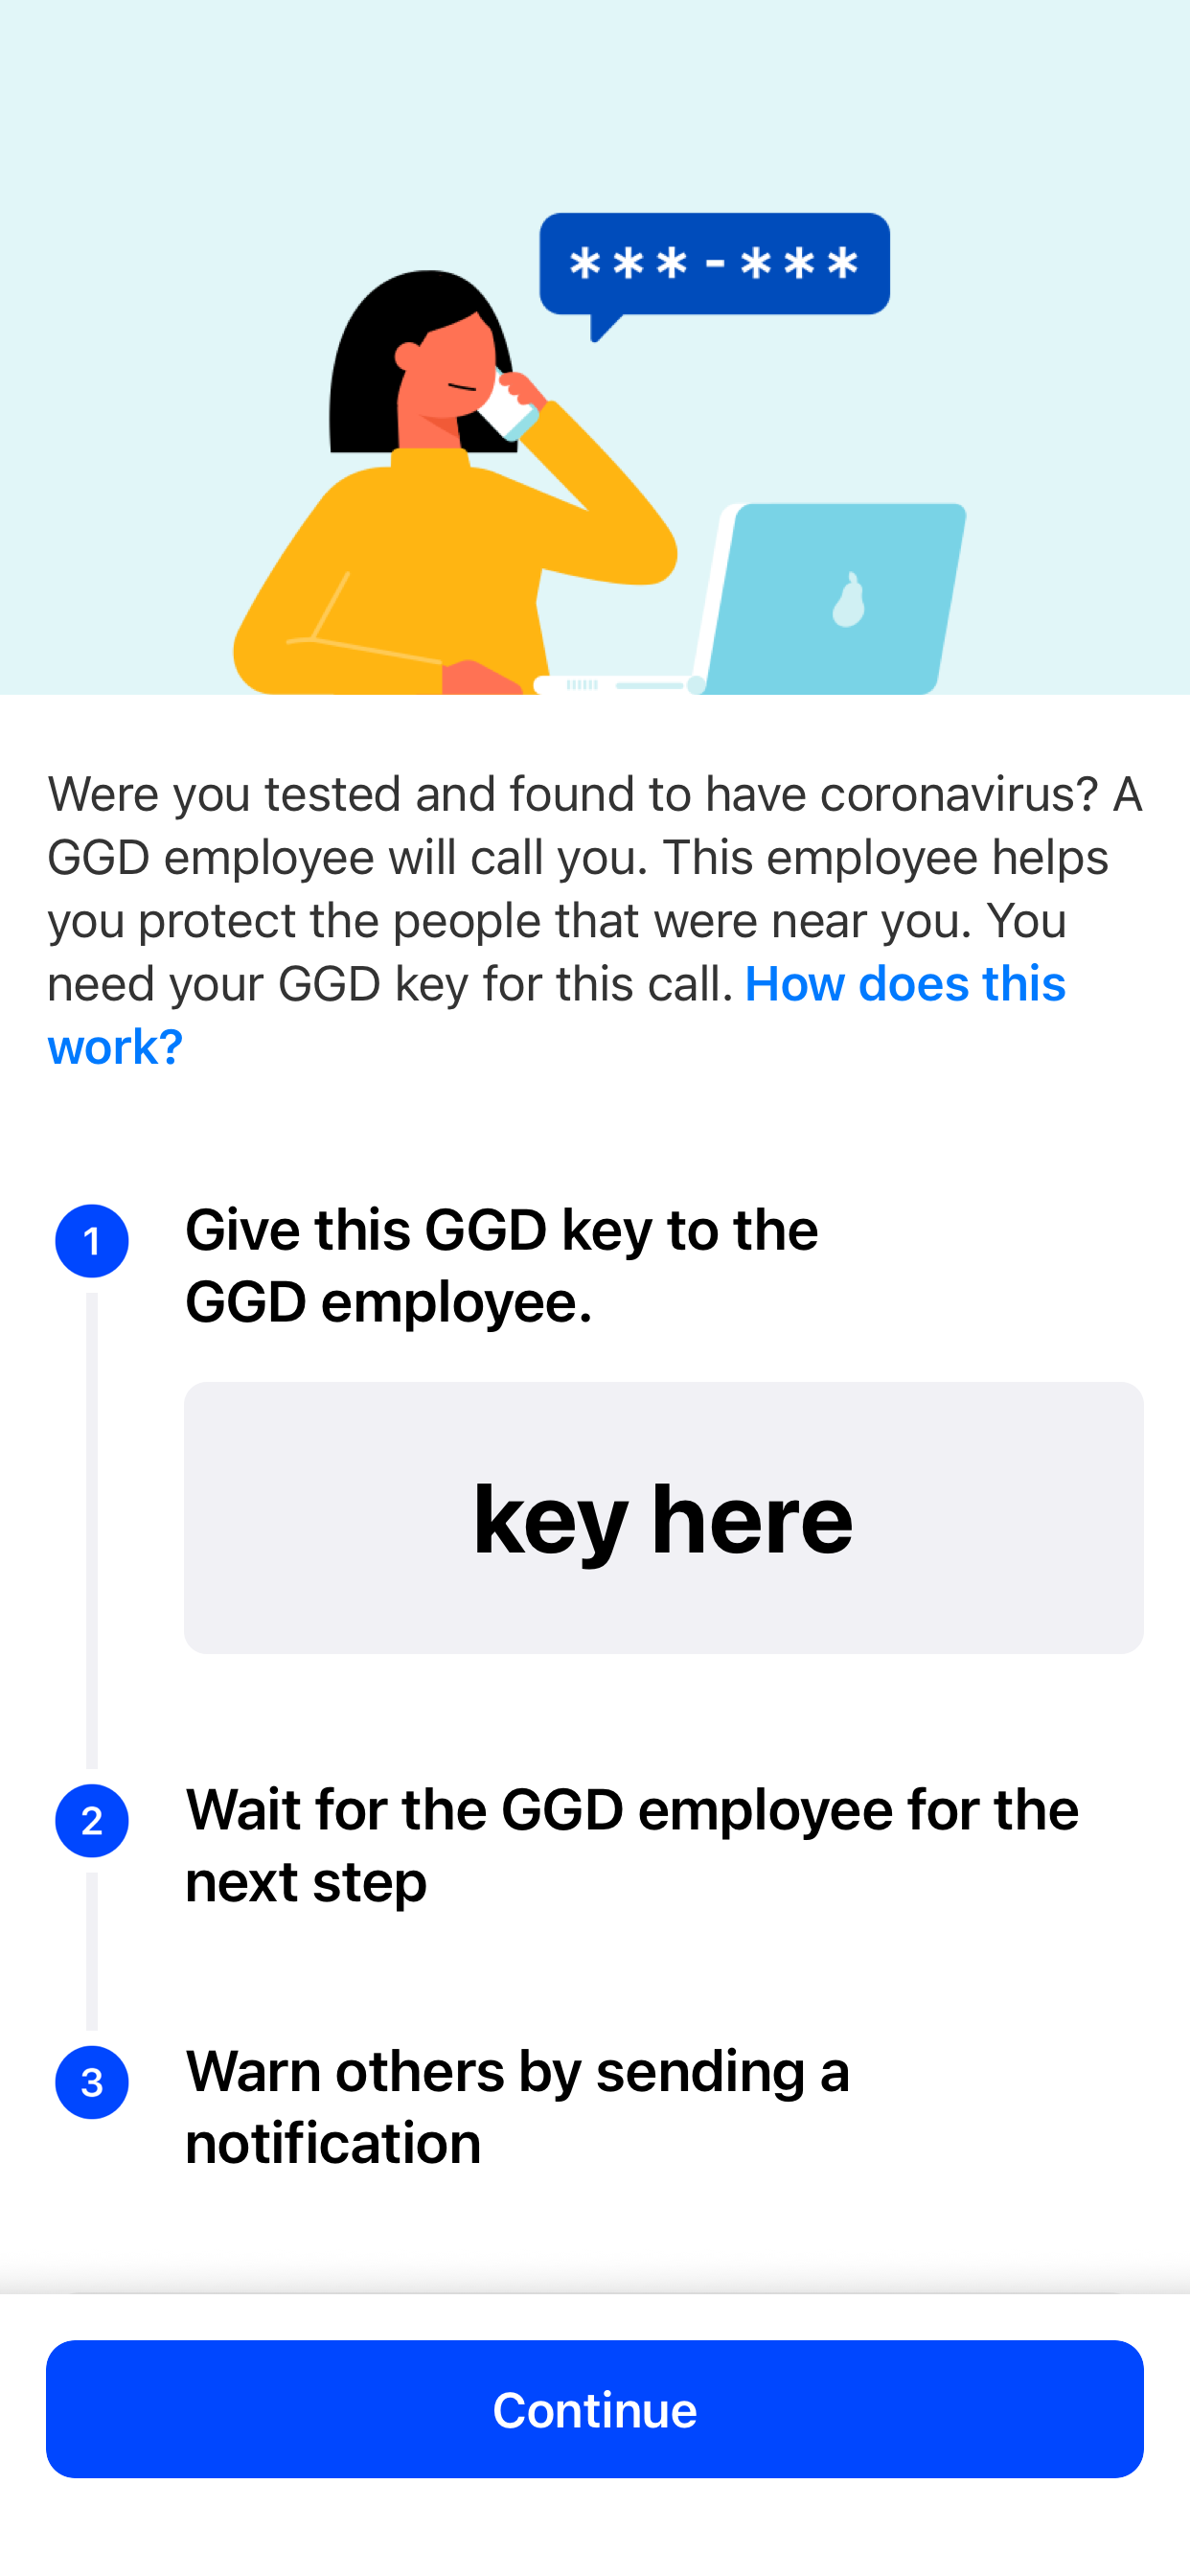 ***-***
Were you tested and found to have coronavirus? A
GGD employee will call you. This employee helps
you protect the people that were near you. You
need your GGD key for this call. How does this
work?
1
Give this GGD key to the
GGD employee.
key here
2
Wait for the GGD employee for the
next step
3
Warn others by sending a
notification
Continue